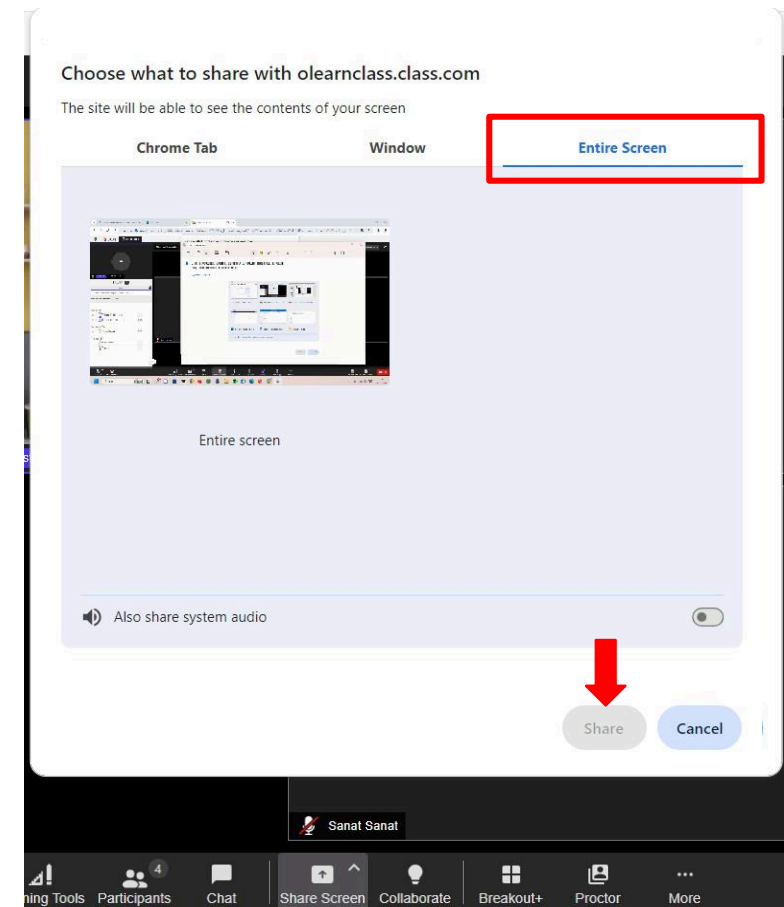 Choose what to share with olearnclass.class.com
The site will be able to see the contents of your screen
Chrome Tab Window Entire Screen
Entire screen
Also share system audio
Share Cancel
Sanat Sanat
ning Tools Participants 4 Chat Share Screen Collaborate Breakout+ Proctor More